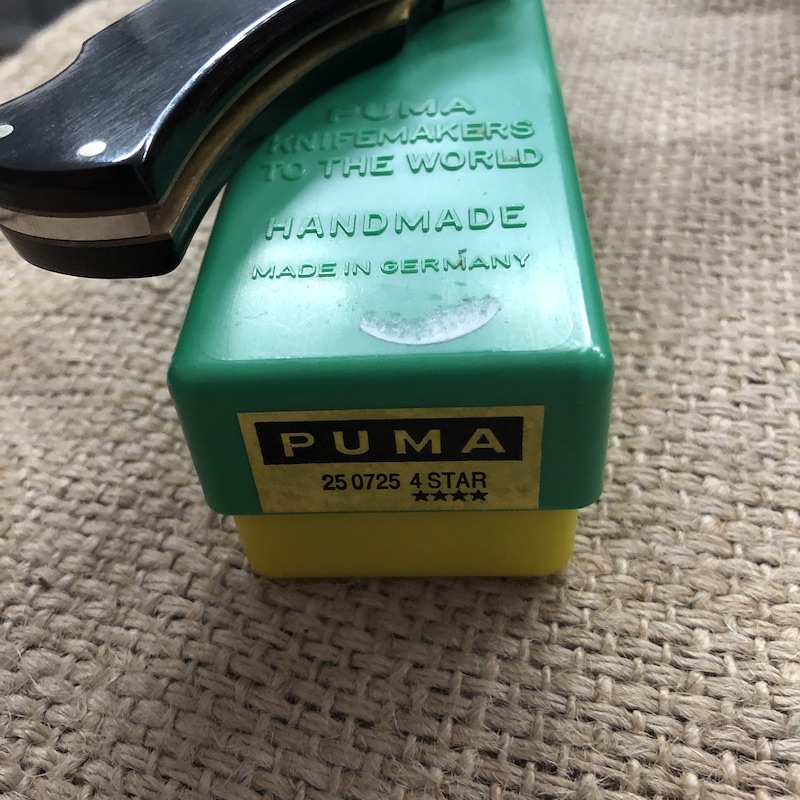 PUMA
KNIFEMAKERS
TO THE WORLD
HANDMADE
MADE IN GERMANY
PUMA
25 0725 4 STAR
★★★★